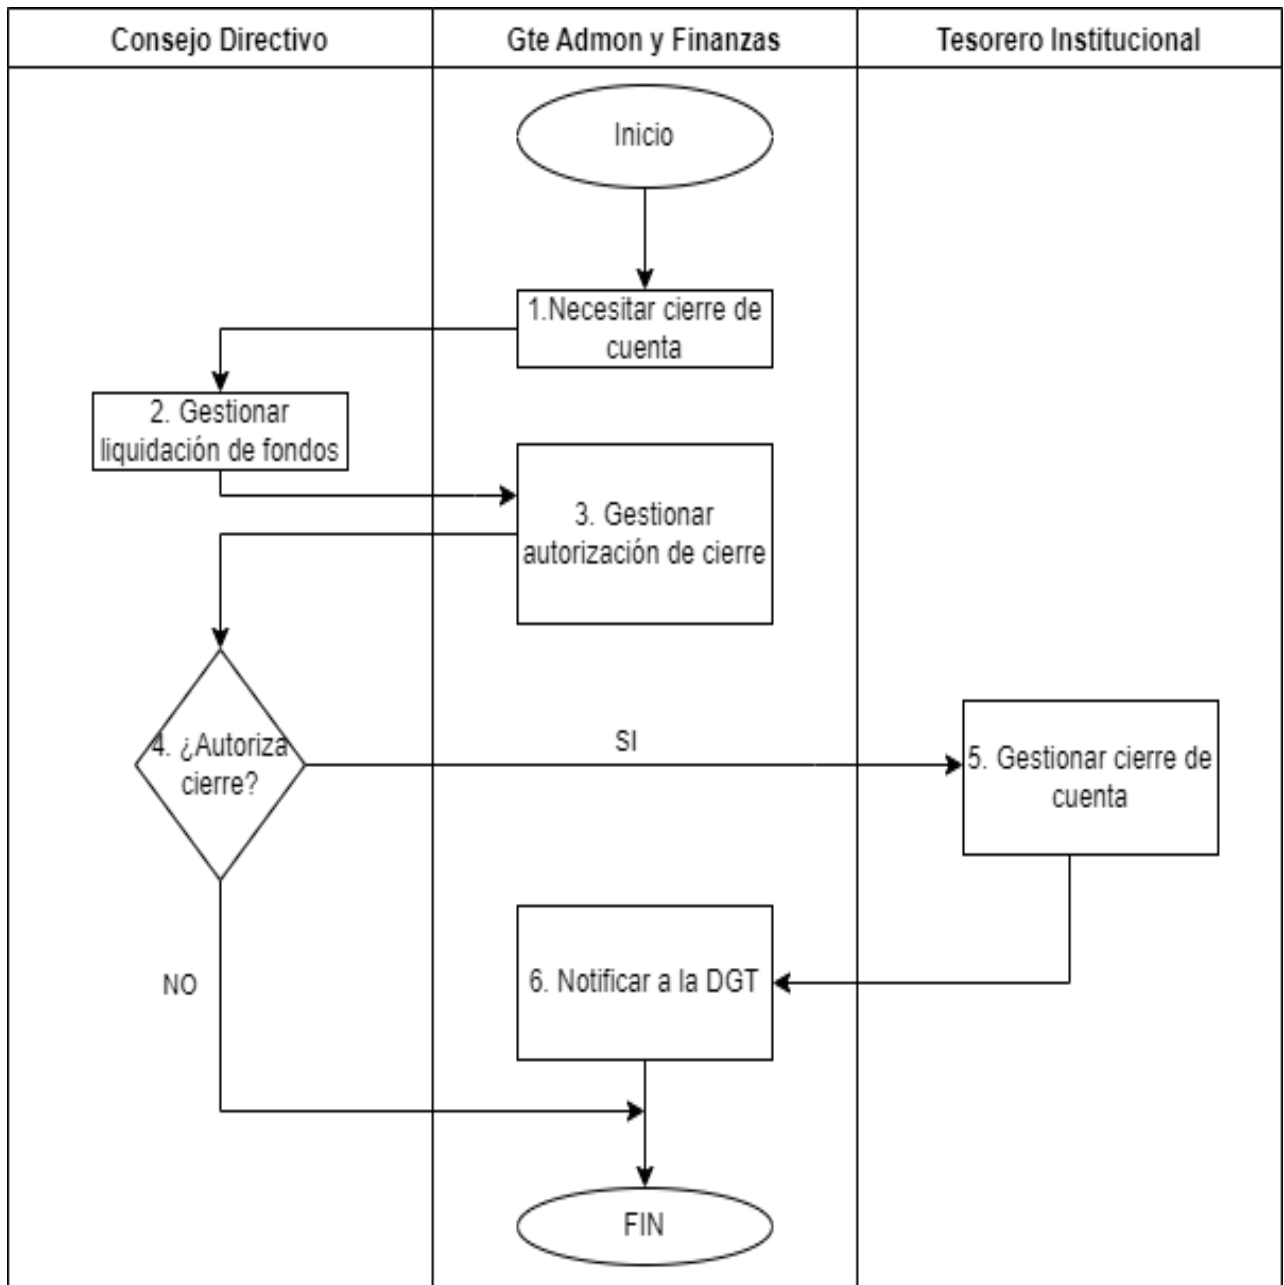 Consejo Directivo
Gte Admon y Finanzas
Tesorero Institucional
Inicio
1.Necesitar cierre de
cuenta
2. Gestionar
liquidación de fondos
3. Gestionar
autorización de cierre
4. ¿Autoriza
cierre?
SI
5. Gestionar cierre de
cuenta
NO
6. Notificar a la DGT
FIN